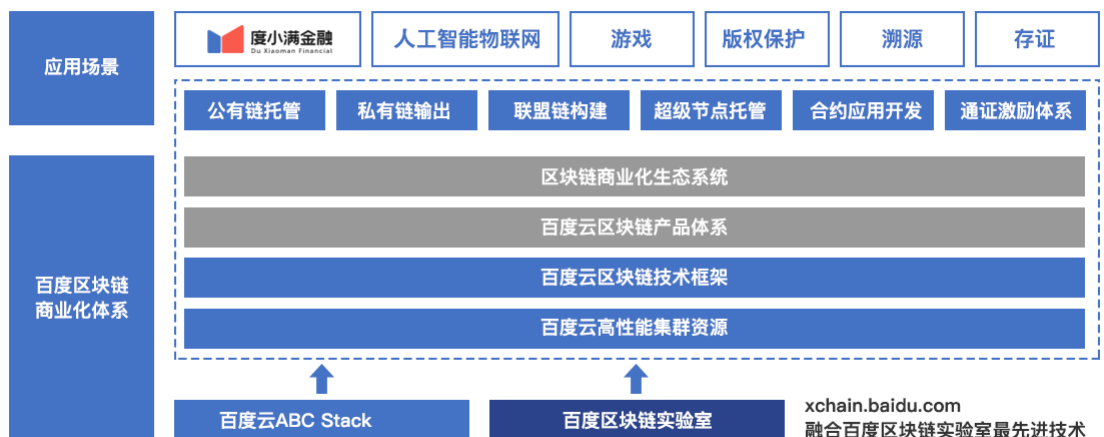 应用场景
度小满金融
Du Xiaoman Financial
人工智能物联网
游戏
版权保护
溯源
存证
公有链托管
私有链输出
联盟链构建
超级节点托管
合约应用开发
通证激励体系
百度区块链
商业化体系
区块链商业化生态系统
百度云区块链产品体系
百度云区块链技术框架
百度云高性能集群资源
百度云ABC Stack
百度区块链实验室
xchain.baidu.com
融合百度区块链实验室最先进技术